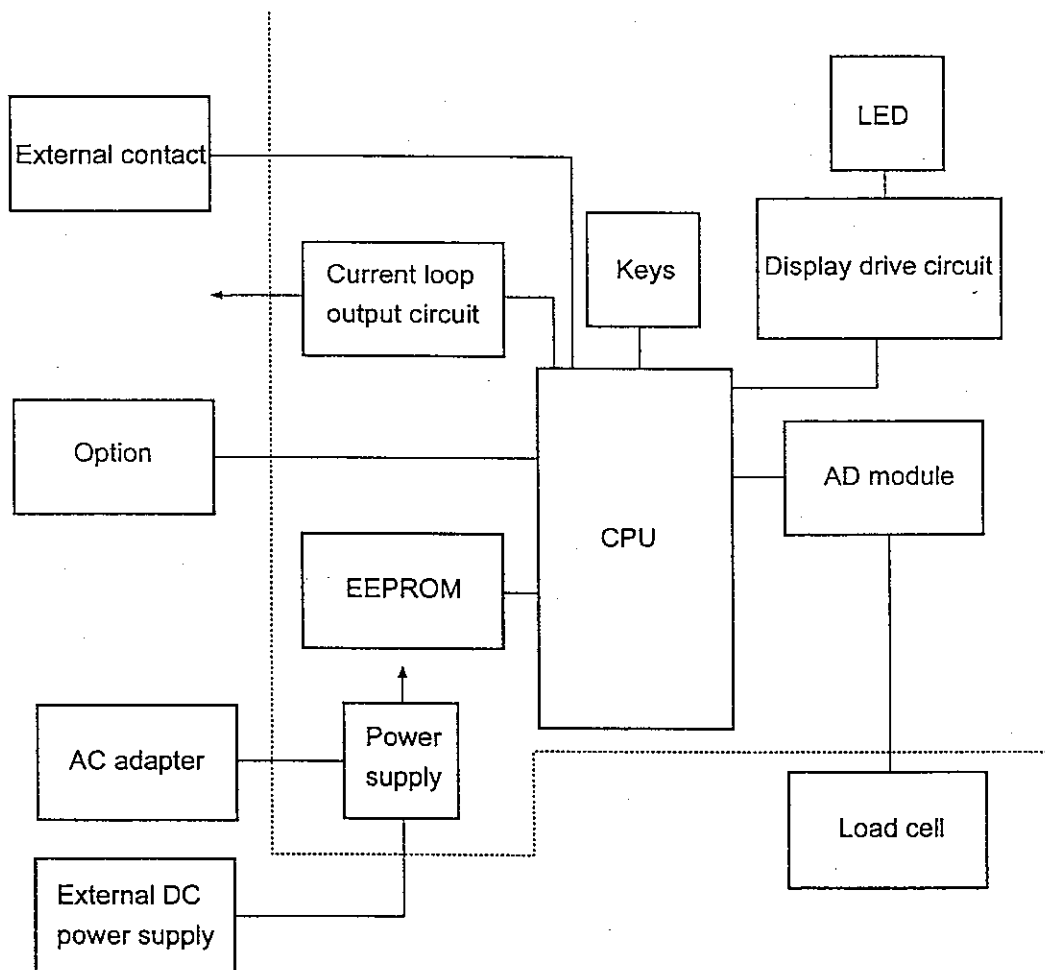 LED
External contact
Keys
Display drive circuit
Current loop
output circuit
Option
AD module
CPU
EEPROM
AC adapter
Power
supply
Load cell
External DC
power supply